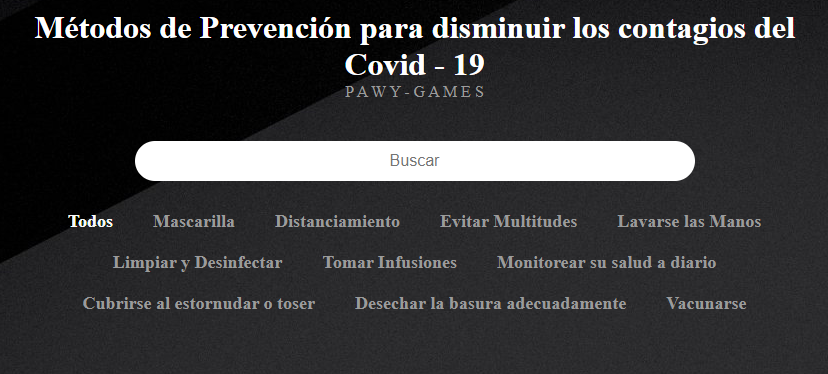 Métodos de Prevención para disminuir los contagios del
Covid - 19
PAWY-GAMES
Buscar
Todos Mascarilla Distanciamiento Evitar Multitudes Lavarse las Manos
Limpiar y Desinfectar Tomar Infusiones Monitorear su salud a diario
Cubrirse al estornudar o toser Desechar la basura adecuadamente Vacunarse